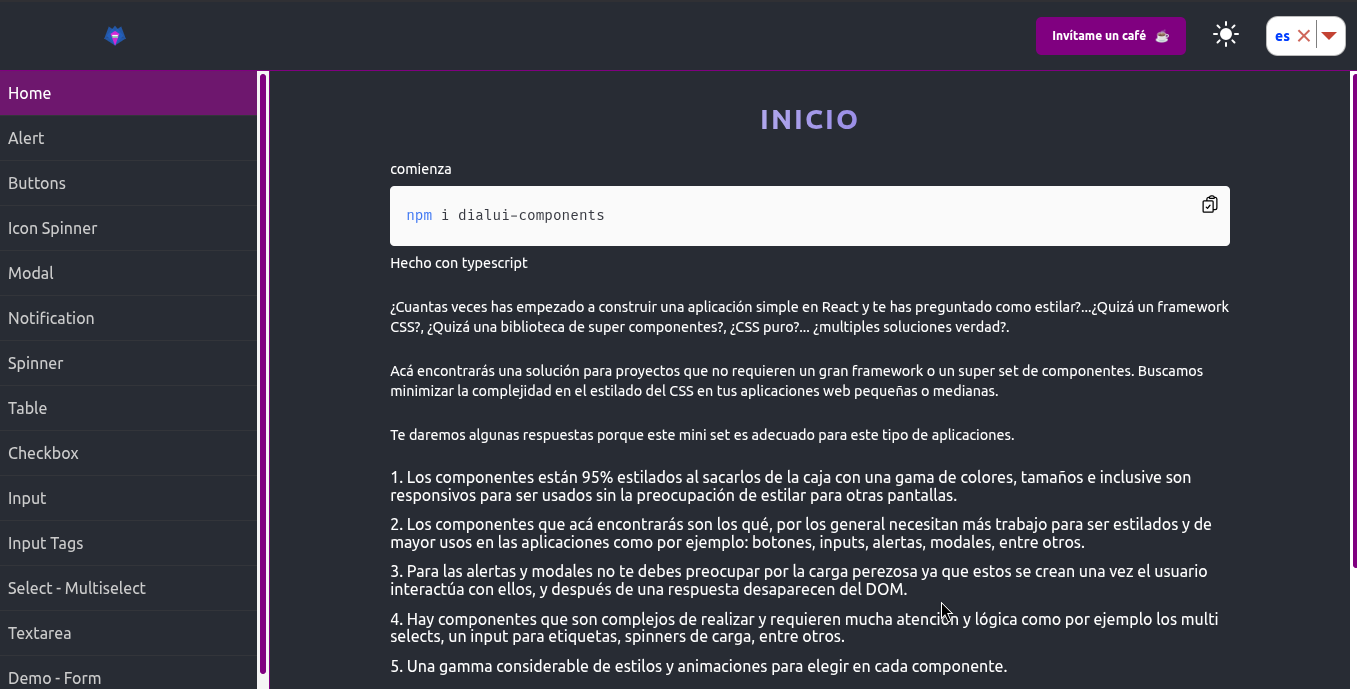 Invítame un café
es
Home
Alert
Buttons
Icon Spinner
Modal
Notification
Spinner
Table
Checkbox
Input
Input Tags
Select - Multiselect
Textarea
Demo - Form
INICIO
comienza
npm i dialui-components
Hecho con typescript
¿Cuantas veces has empezado a construir una aplicación simple en React y te has preguntado como estilar?...¿Quizá un framework
CSS?, ¿Quizá una biblioteca de super componentes?, ¿CSS puro?... ¿multiples soluciones verdad?.
Acá encontrarás una solución para proyectos que no requieren un gran framework o un super set de componentes. Buscamos
minimizar la complejidad en el estilado del CSS en tus aplicaciones web pequeñas o medianas.
Te daremos algunas respuestas porque este mini set es adecuado para este tipo de aplicaciones.
1. Los componentes están 95% estilados al sacarlos de la caja con una gama de colores, tamaños e inclusive son
responsivos para ser usados sin la preocupación de estilar para otras pantallas.
2. Los componentes que acá encontrarás son los qué, por los general necesitan más trabajo para ser estilados y de
mayor usos en las aplicaciones como por ejemplo: botones, inputs, alertas, modales, entre otros.
3. Para las alertas y modales no te debes preocupar por la carga perezosa ya que estos se crean una vez el usuario
interactúa con ellos, y después de una respuesta desaparecen del DOM.
4. Hay componentes que son complejos de realizar y requieren mucha atención y lógica como por ejemplo los multi
selects, un input para etiquetas, spinners de carga, entre otros.
5. Una gamma considerable de estilos y animaciones para elegir en cada componente.